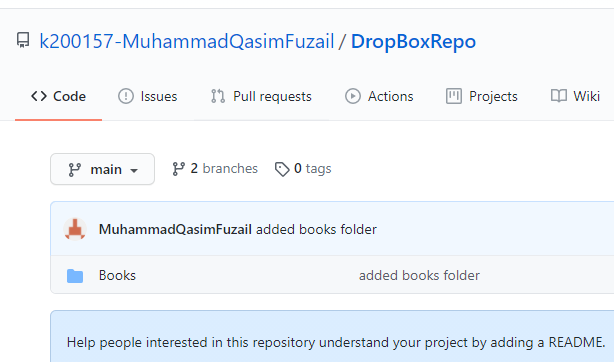 k200157-MuhammadQasimFuzail / DropBoxRepo
Code Issues Pull requests Actions Projects Wiki
main 2 branches 0 tags
MuhammadQasimFuzail added books folder
Books added books folder
Help people interested in this repository understand your project by adding a README.